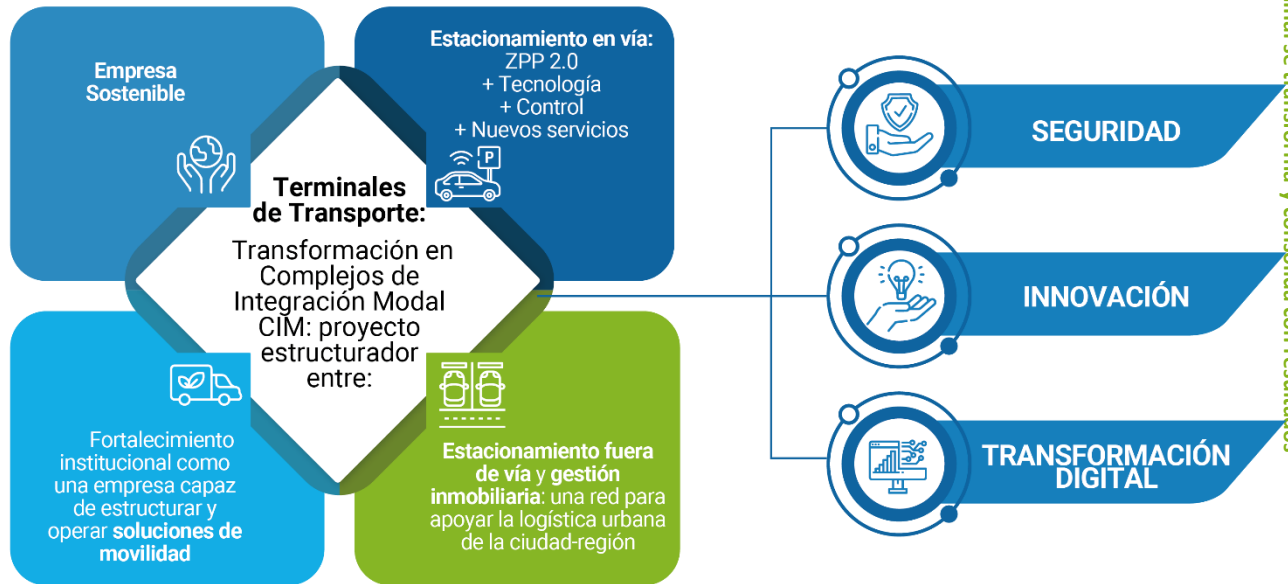 Empresa
Sostenible
Estacionamiento en vía:
ZPP 2.0
+ Tecnología
+ Control
+ Nuevos servicios
P
Terminales
de Transporte:
Transformación en
Complejos de
Integración Modal
CIM: proyecto
estructurador
entre:
Fortalecimiento
institucional como
una empresa capaz
de estructurar y
operar soluciones de
movilidad
Estacionamiento fuera
de vía y gestión
inmobiliaria: una red para
apoyar la logística urbana
de la ciudad-región
SEGURIDAD
INNOVACIÓN
TRANSFORMACIÓN
DIGITAL